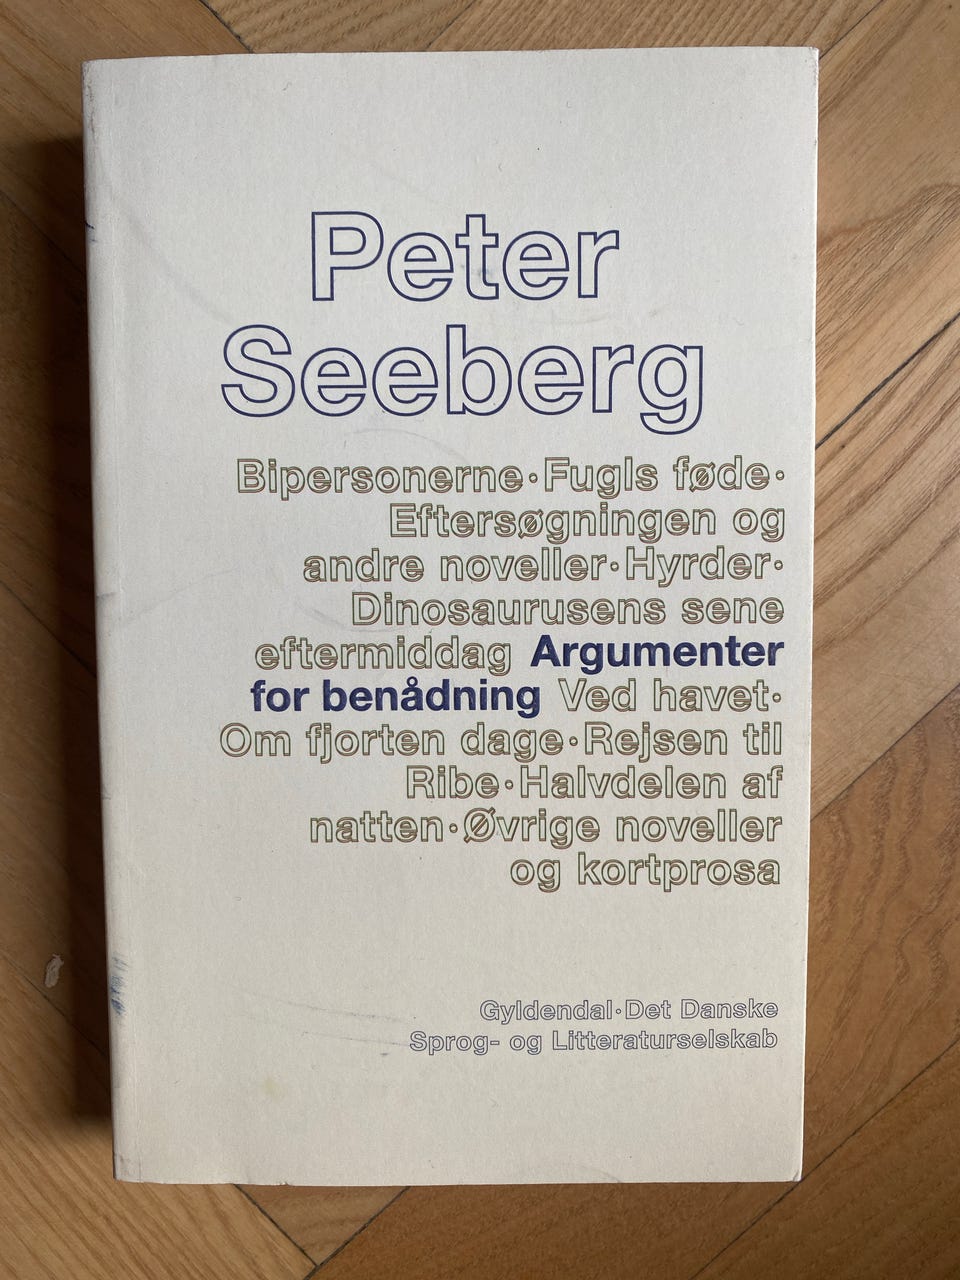 Peter
Seeberg
Bipersonerne·Fugls føde·
Eftersøgningen og
andre noveller·Hyrder·
Dinosaurusens sene
eftermiddag Argumenter
for benådning Ved havet·
Om fjorten dage·Rejsen til
Ribe·Halvdelen af
natten·Øvrige noveller
og kortprosa
Gyldendal·Det Danske
Sprog- og Litteraturselskab